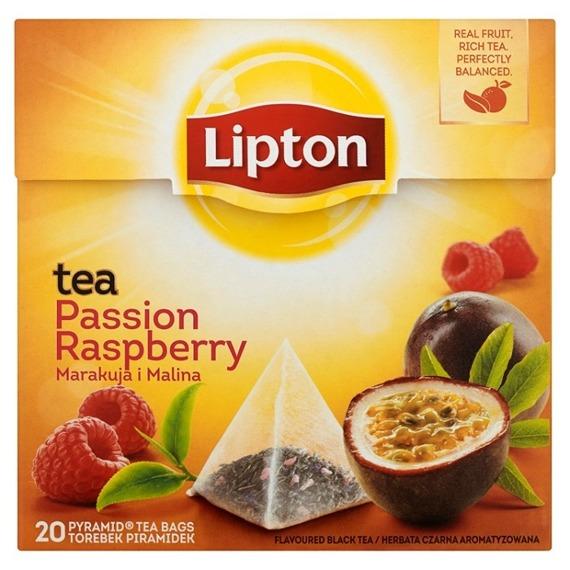 REAL FRUIT.
RICH TEA.
PERFECTLY
BALANCED.
Lipton
tea
Passion
Raspberry
Marakuja i Malina
20 PYRAMID® TEA BAGS
TOREBEK PIRAMIDEK
FLAVOURED BLACK TEA / HERBATA CZARNA AROMATYZOWANA